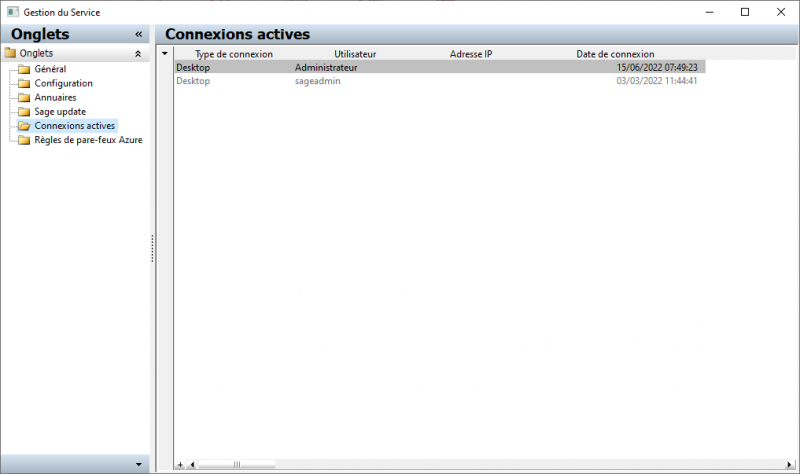 Gestion du Service
Onglets «
Onglets
Général
Configuration
Annuaires
Sage update
Connexions actives
Règles de pare-feux Azure
Connexions actives
Type de connexion Utilisateur Adresse IP Date de connexion
Desktop Administrateur 15/06/2022 07:49:23
Desktop sageadmin 03/03/2022 11:44:41